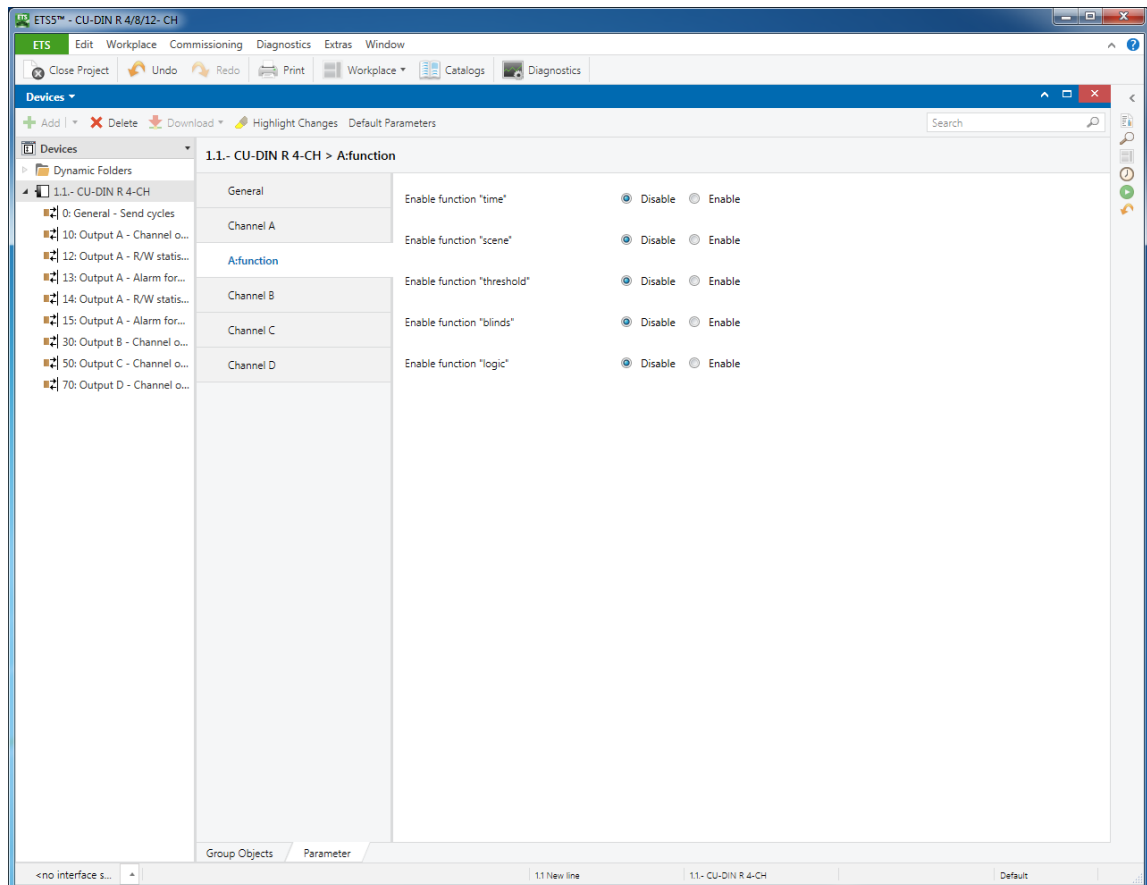 ETS5™ - CU-DIN R 4/8/12- CH
ETS Edit Workplace Commissioning Diagnostics Extras Window
Close Project Undo Redo Print Workplace Catalogs Diagnostics
Devices
Add Delete Download Highlight Changes Default Parameters Search
Devices
Dynamic Folders
1.1.- CU-DIN R 4-CH
0: General - Send cycles
10: Output A - Channel o...
12: Output A - R/W statis...
13: Output A - Alarm for...
14: Output A - R/W statis...
15: Output A - Alarm for...
30: Output B - Channel o...
50: Output C - Channel o...
70: Output D - Channel o...
1.1.- CU-DIN R 4-CH > A:function
General
Channel A
A:function
Channel B
Channel C
Channel D
Enable function "time" Disable Enable
Enable function "scene" Disable Enable
Enable function "threshold" Disable Enable
Enable function "blinds" Disable Enable
Enable function "logic" Disable Enable
Group Objects Parameter
<no interface s... 1.1 New line 1.1.- CU-DIN R 4-CH Default